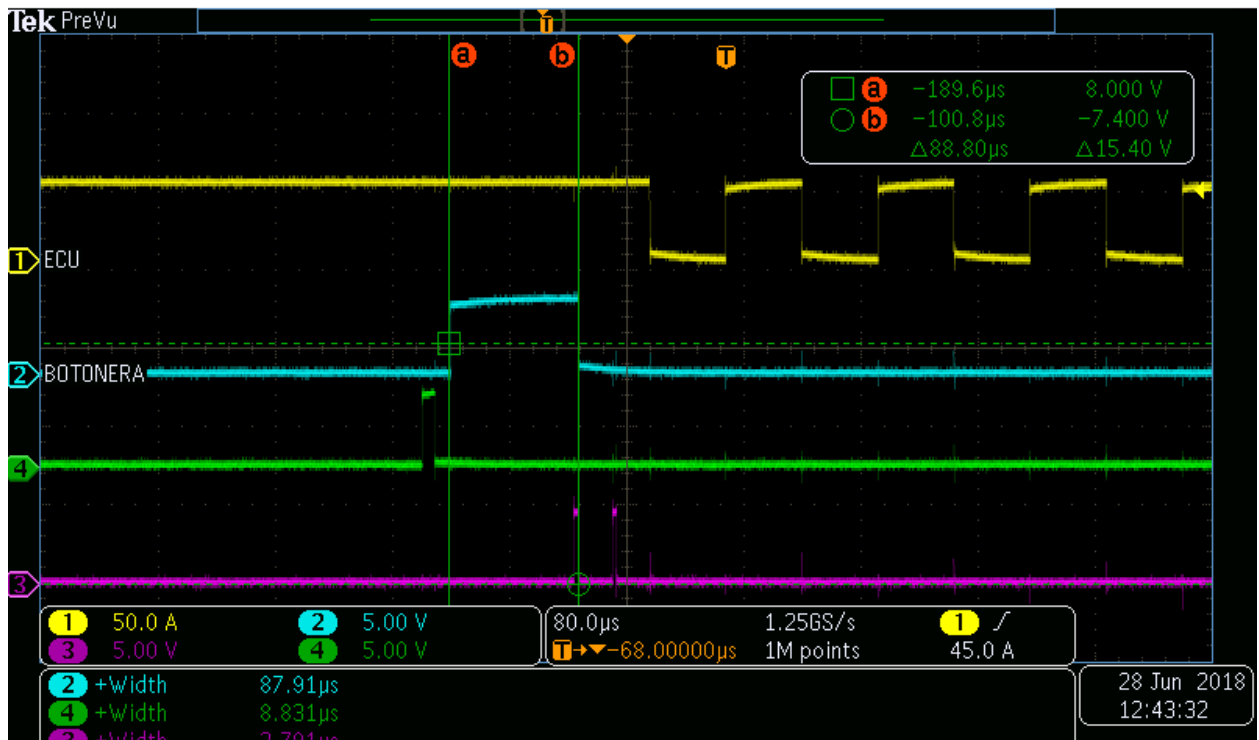 Tek PreVu
T
a b T
a −189.6µs 8.000 V
b −100.8µs −7.400 V
Δ88.80µs Δ15.40 V
1 ECU
2 BOTONERA
4
3
1 50.0 A 2 5.00 V
3 5.00 V 4 5.00 V
80.0µs 1.25GS/s 1
T→▼−68.00000µs 1M points 45.0 A
2 +Width 87.91µs
4 +Width 8.831µs
3 +Width
28 Jun 2018
12:43:32